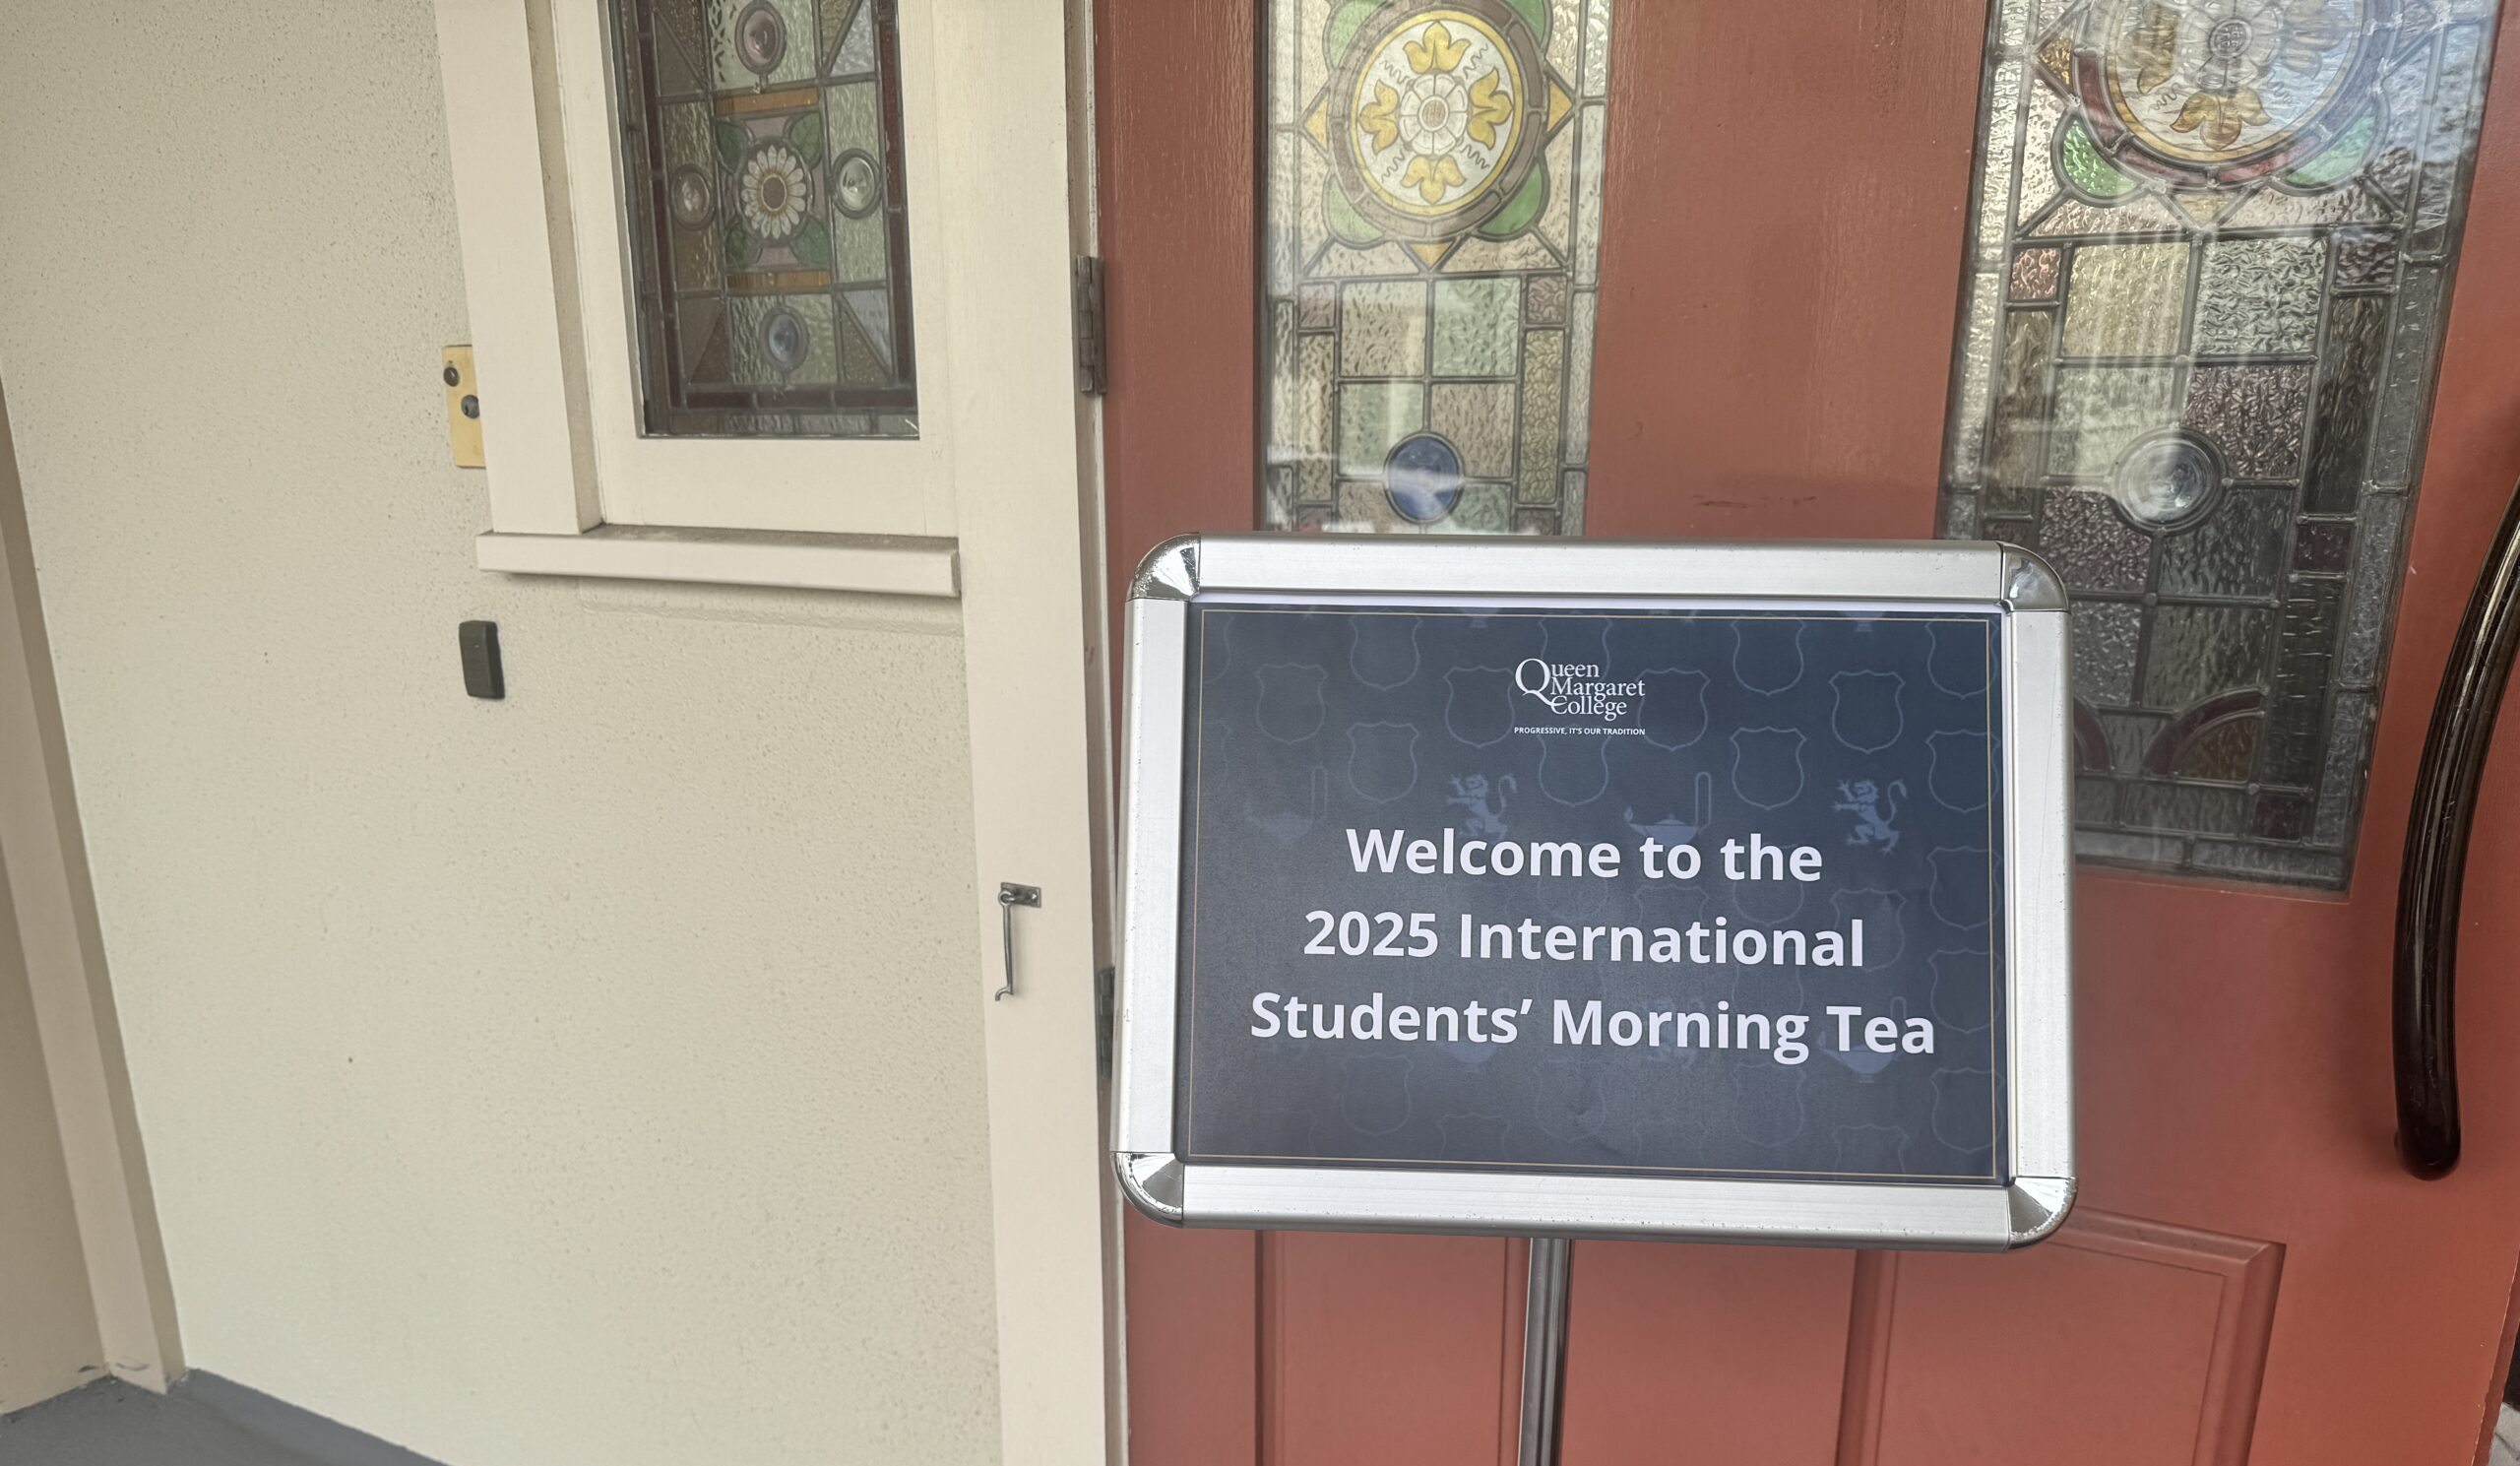 Queen
Margaret
College
PROGRESSIVE, IT'S OUR TRADITION
Welcome to the
2025 International
Students’ Morning Tea